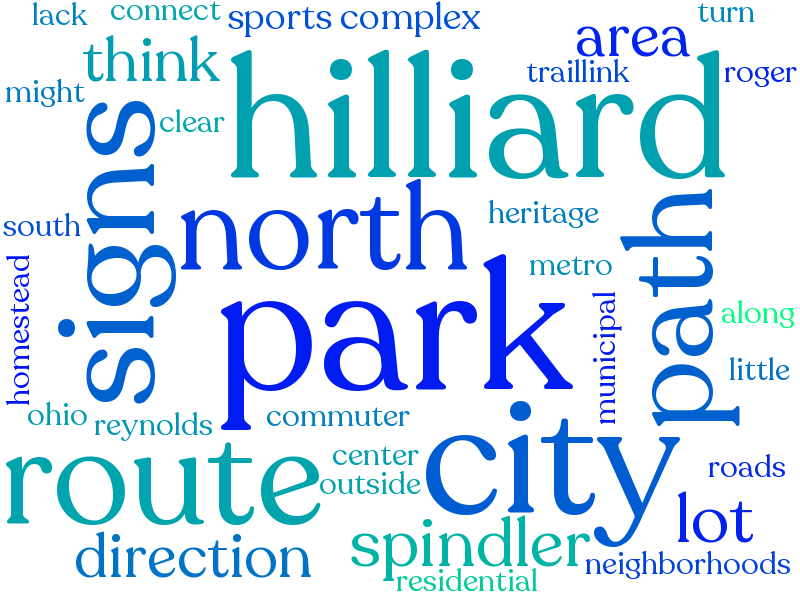 lack
connect
sports complex
turn
think
area
might
traillink
roger
hilliard
clear
signs
north
heritage
path
south
metro
homestead
park
municipal
along
little
ohio
reynolds
commuter
city
route
center
outside
roads
lot
direction
spindler
neighborhoods
residential